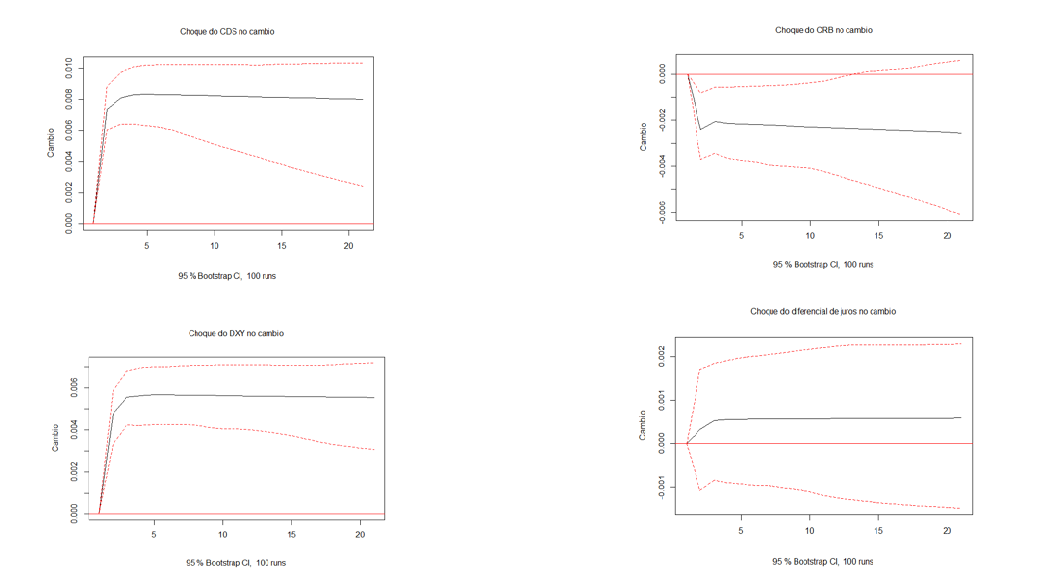 Choque do CDS no cambio
Cambio
0.000 0.002 0.004 0.006 0.008 0.010
5 10 15 20
95 % Bootstrap CI, 100 runs
Choque do CRB no cambio
Cambio
-0.004 -0.002 0.000
5 10 15 20
95 % Bootstrap CI, 100 runs
Choque do DXY no cambio
Cambio
0.000 0.002 0.004 0.006
5 10 15 20
95 % Bootstrap CI, 100 runs
Choque do diferencial de juros no cambio
Cambio
-0.001 0.000 0.001 0.002
5 10 15 20
95 % Bootstrap CI, 100 runs